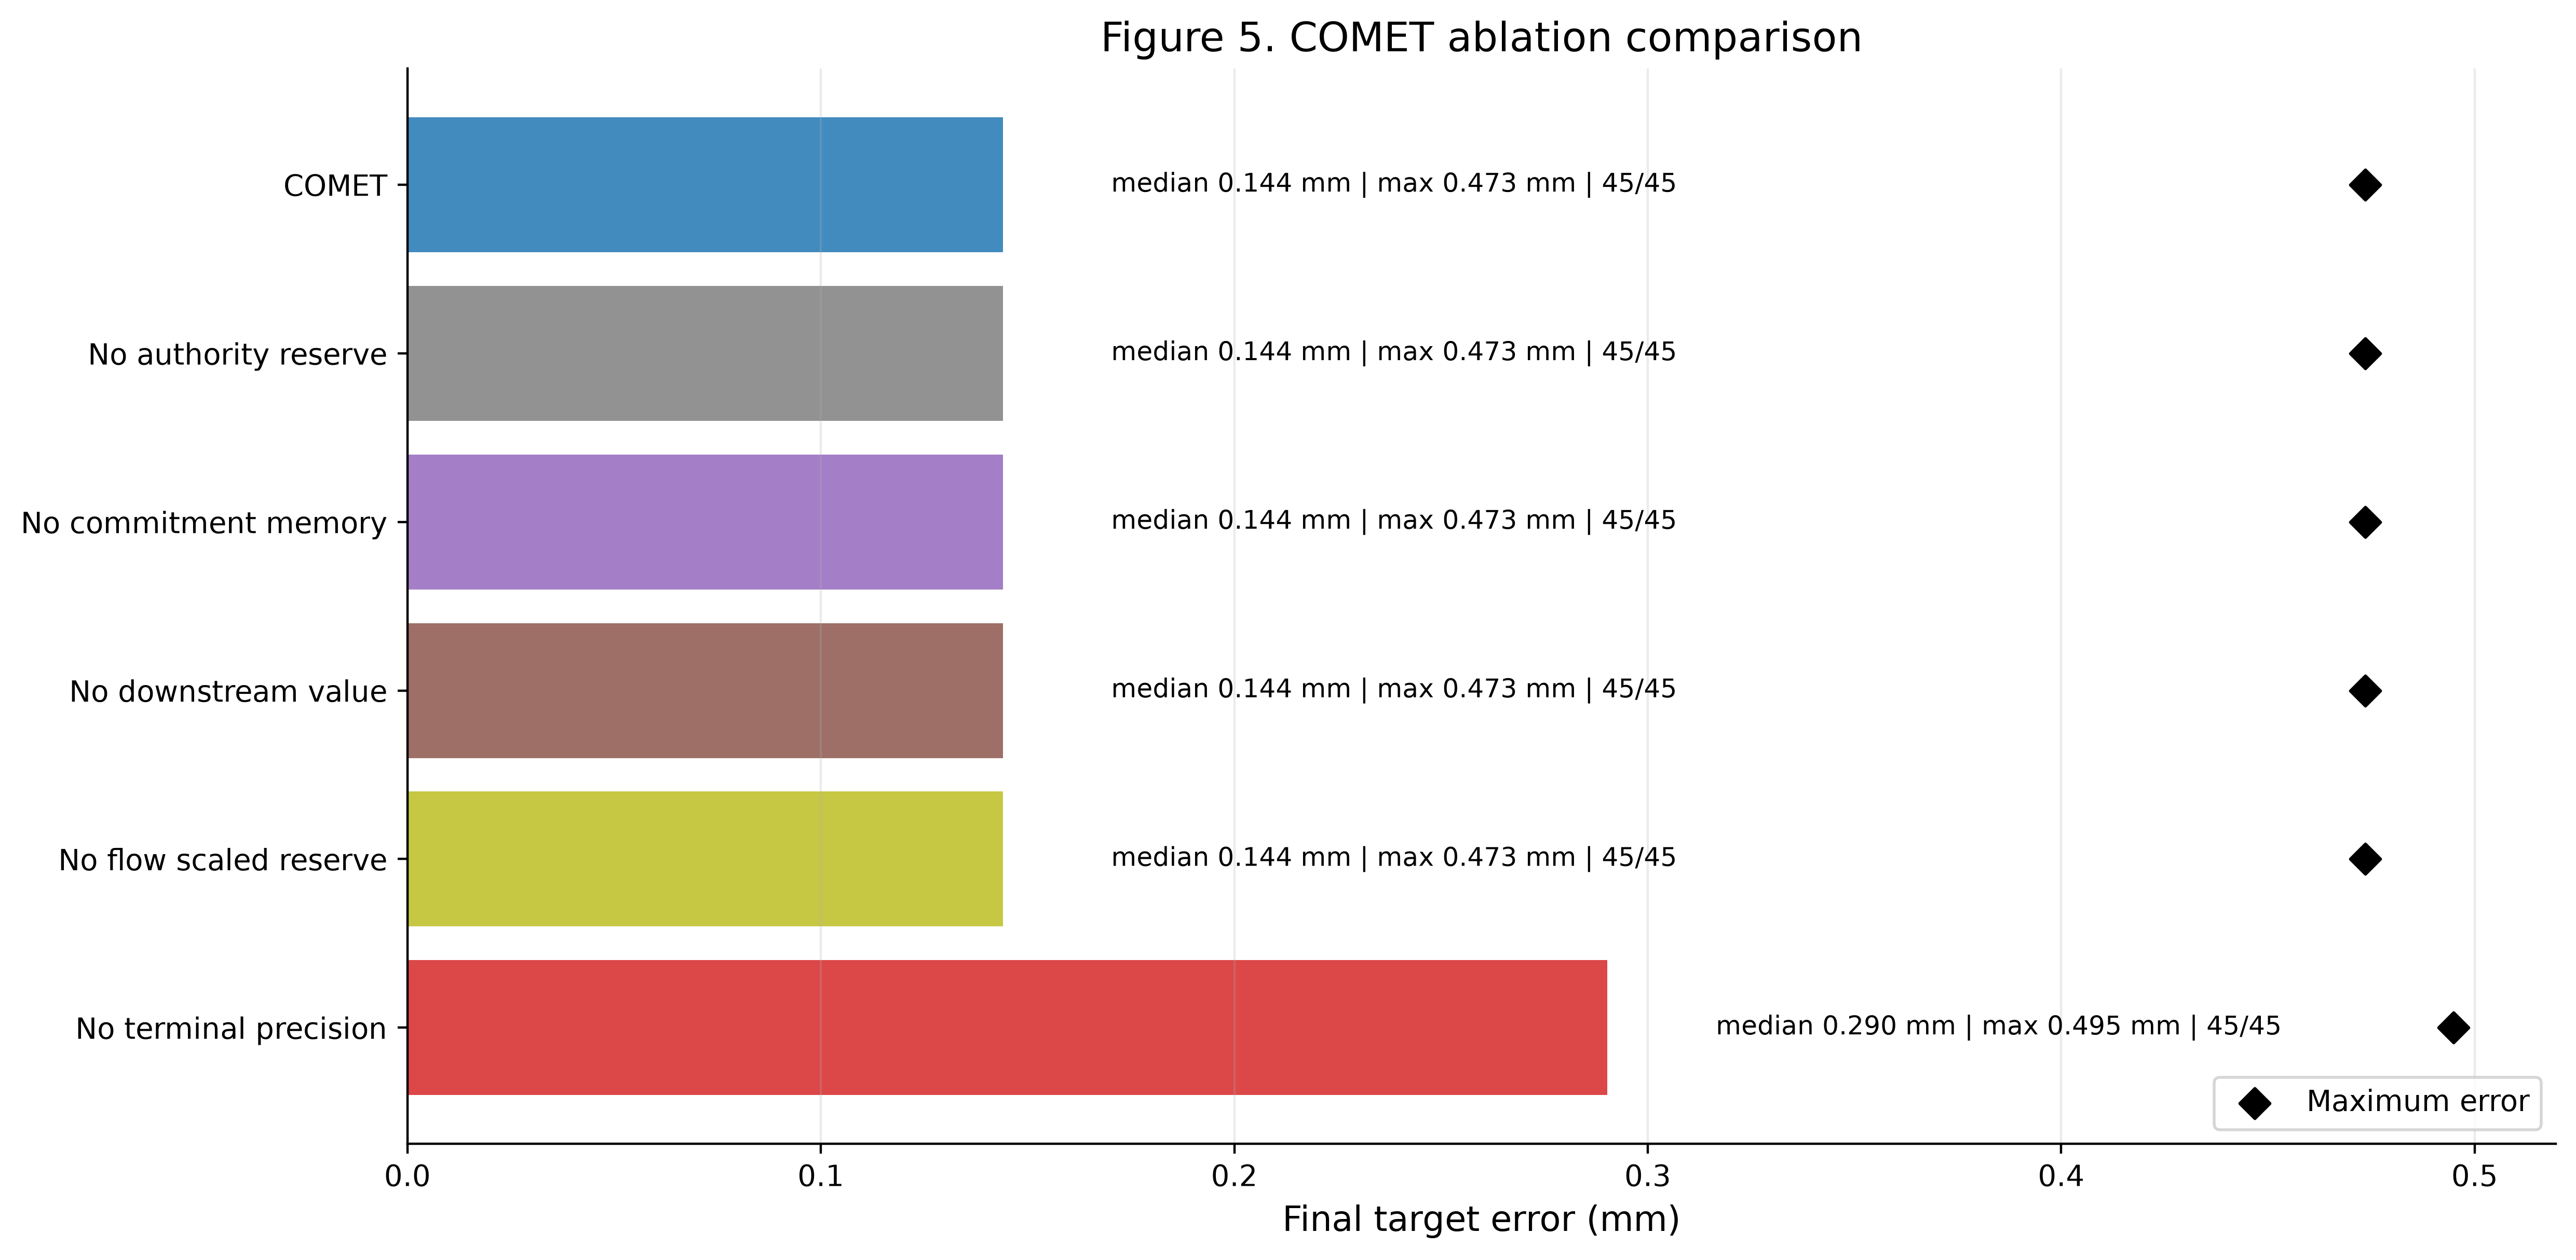 Figure 5. COMET ablation comparison
COMET
median 0.144 mm | max 0.473 mm | 45/45
No authority reserve
median 0.144 mm | max 0.473 mm | 45/45
No commitment memory
median 0.144 mm | max 0.473 mm | 45/45
No downstream value
median 0.144 mm | max 0.473 mm | 45/45
No flow scaled reserve
median 0.144 mm | max 0.473 mm | 45/45
No terminal precision
median 0.290 mm | max 0.495 mm | 45/45
Maximum error
0.0 0.1 0.2 0.3 0.4 0.5
Final target error (mm)